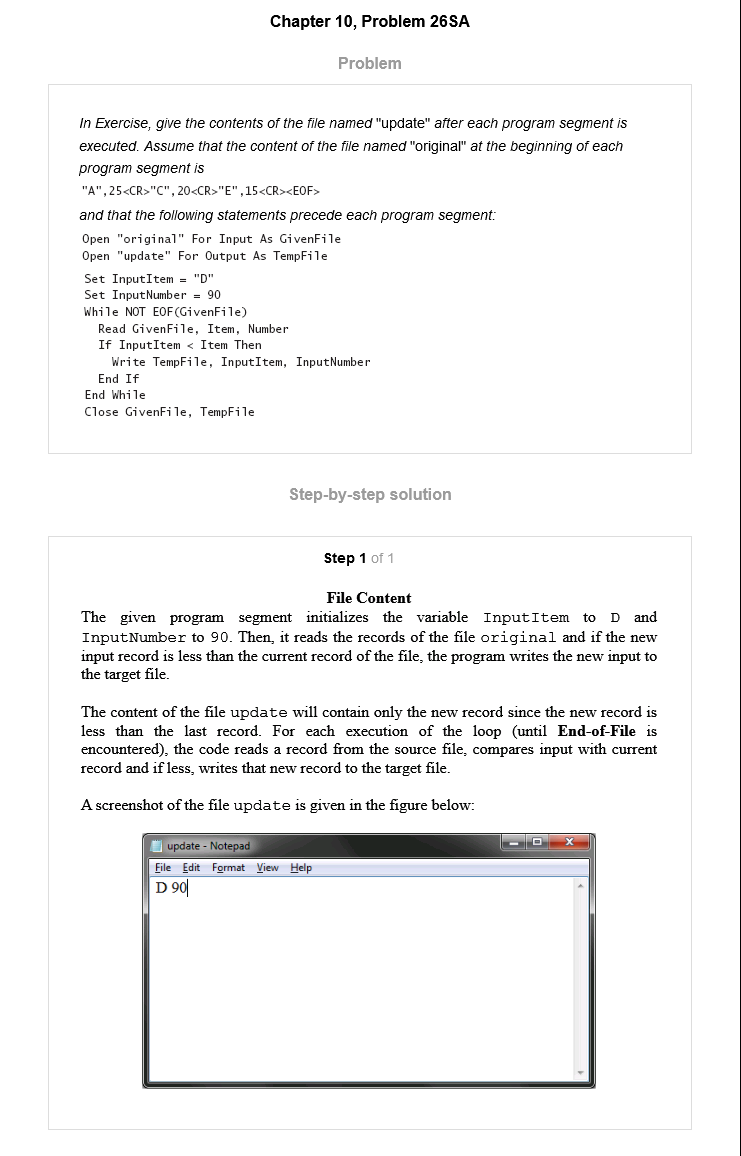 Chapter 10, Problem 26SA
Problem
In Exercise, give the contents of the file named "update" after each program segment is
executed. Assume that the content of the file named "original" at the beginning of each
program segment is
"A",25<CR>"C",20<CR>"E",15<CR><EOF>
and that the following statements precede each program segment:
Open "original" For Input As GivenFile
Open "update" For Output As TempFile
Set InputItem = "D"
Set InputNumber = 90
While NOT EOF(GivenFile)
Read GivenFile, Item, Number
If InputItem < Item Then
Write TempFile, InputItem, InputNumber
End If
End While
Close GivenFile, TempFile
Step-by-step solution
Step 1 of 1
File Content
The given program segment initializes the variable InputItem to D and
InputNumber to 90. Then, it reads the records of the file original and if the new
input record is less than the current record of the file, the program writes the new input to
the target file.
The content of the file update will contain only the new record since the new record is
less than the last record. For each execution of the loop (until End-of-File is
encountered), the code reads a record from the source file, compares input with current
record and if less, writes that new record to the target file.
A screenshot of the file update is given in the figure below:
update - Notepad
File Edit Format View Help
D 90